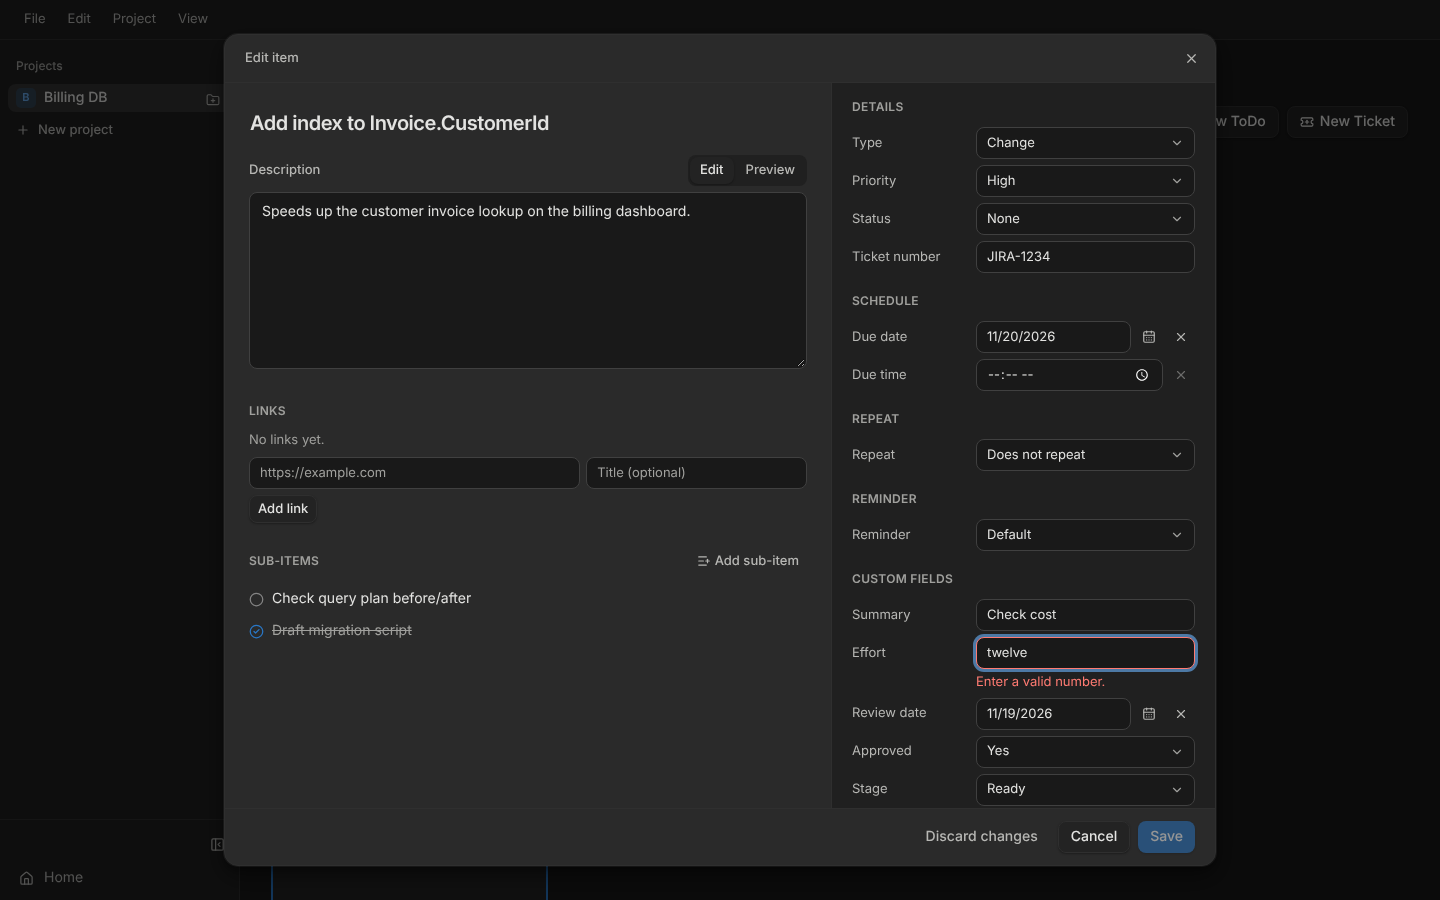 File Edit Project View
Projects
B Billing DB
New project
Home
w ToDo
New Ticket
Edit item
Add index to Invoice.CustomerId
Description
Edit Preview
Speeds up the customer invoice lookup on the billing dashboard.
LINKS
No links yet.
https://example.com Title (optional)
Add link
SUB-ITEMS Add sub-item
Check query plan before/after
Draft migration script
DETAILS
Type Change
Priority High
Status None
Ticket number JIRA-1234
SCHEDULE
Due date 11/20/2026
Due time --:-- --
REPEAT
Repeat Does not repeat
REMINDER
Reminder Default
CUSTOM FIELDS
Summary Check cost
Effort twelve
Enter a valid number.
Review date 11/19/2026
Approved Yes
Stage Ready
Discard changes Cancel Save